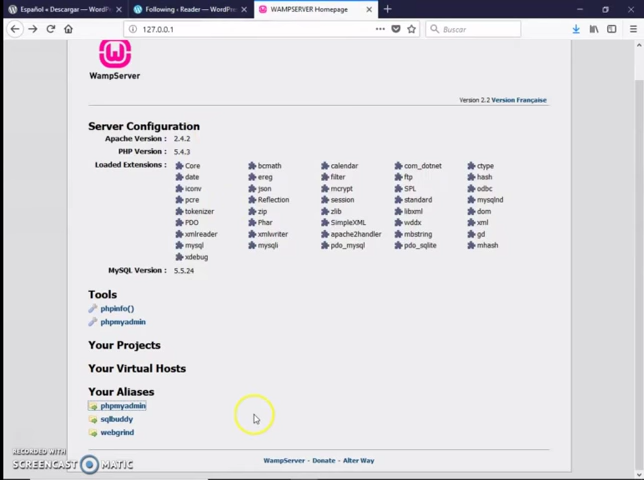 Español « Descargar — WordP
Following ‹ Reader — WordPre
WAMPSERVER Homepage
127.0.0.1
Buscar
W
WampServer
Version 2.2 Version Française
Server Configuration
Apache Version : 2.4.2
PHP Version : 5.4.3
Loaded Extensions : Core bcmath calendar com_dotnet ctype
date ereg filter ftp hash
iconv json mcrypt SPL odbc
pcre Reflection session standard mysqlnd
tokenizer zip zlib libxml dom
PDO Phar SimpleXML wddx xml
xmlreader xmlwriter apache2handler mbstring gd
mysql mysqli pdo_mysql pdo_sqlite mhash
xdebug
MySQL Version : 5.5.24
Tools
phpinfo()
phpmyadmin
Your Projects
Your Virtual Hosts
Your Aliases
phpmyadmin
sqlbuddy
webgrind
WampServer - Donate - Alter Way
RECORDED WITH
SCREENCAST MATIC